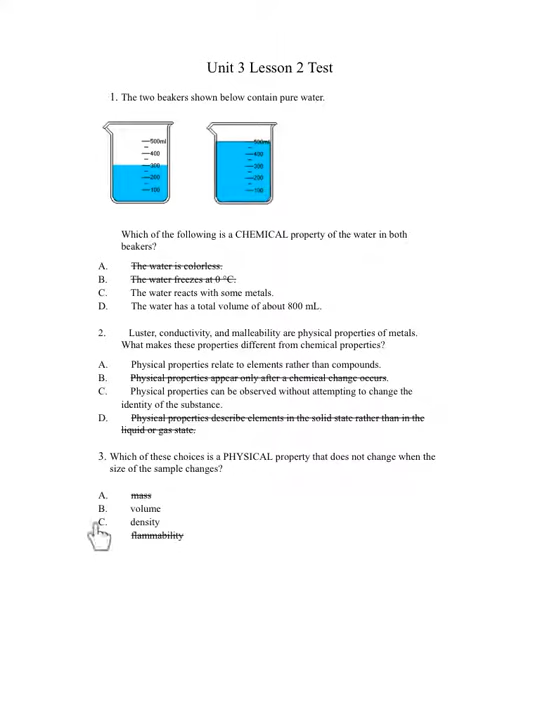 Unit 3 Lesson 2 Test
1. The two beakers shown below contain pure water.
500ml
400
300
200
100
500ml
400
300
200
100
Which of the following is a CHEMICAL property of the water in both
beakers?
A. The water is colorless.
B. The water freezes at 0 °C.
C. The water reacts with some metals.
D. The water has a total volume of about 800 mL.
2. Luster, conductivity, and malleability are physical properties of metals.
What makes these properties different from chemical properties?
A. Physical properties relate to elements rather than compounds.
B. Physical properties appear only after a chemical change occurs.
C. Physical properties can be observed without attempting to change the
identity of the substance.
D. Physical properties describe elements in the solid state rather than in the
liquid or gas state.
3. Which of these choices is a PHYSICAL property that does not change when the
size of the sample changes?
A. mass
B. volume
C. density
flammability